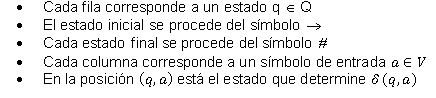 • Cada fila corresponde a un estado q ∈ Q
• El estado inicial se procede del símbolo →
• Cada estado final se procede del símbolo #
• Cada columna corresponde a un símbolo de entrada a ∈ V
• En la posición (q, a) está el estado que determine δ(q, a)